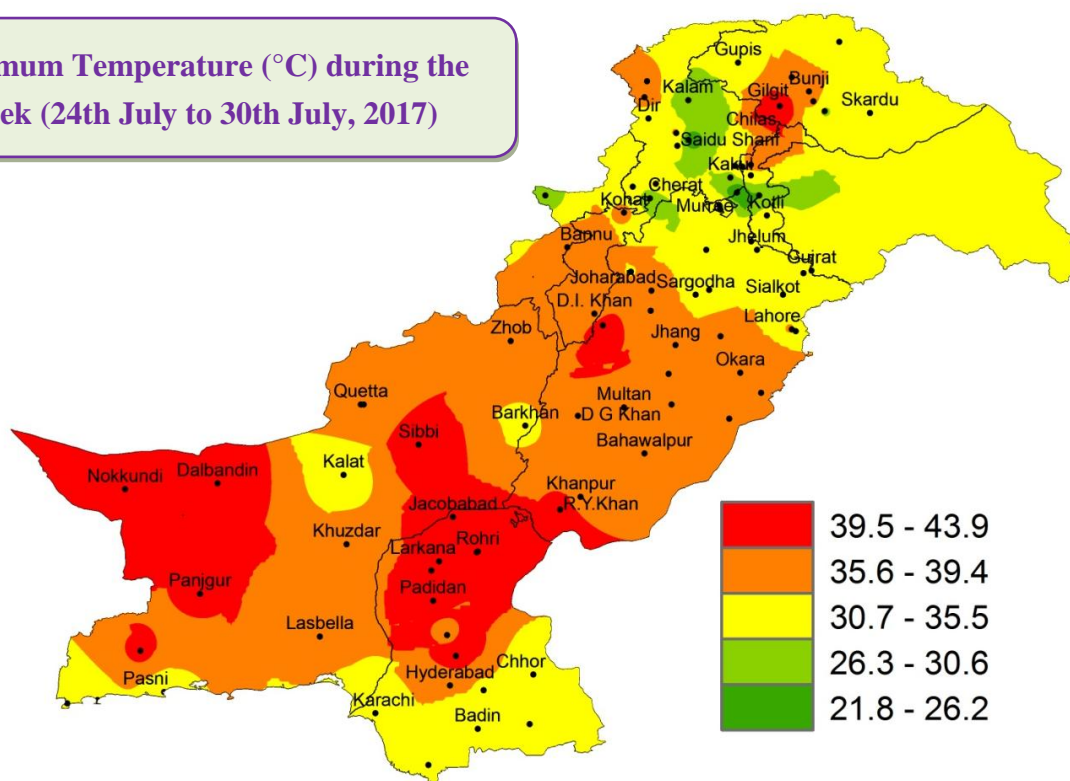 mum Temperature (°C) during the
ek (24th July to 30th July, 2017)
Gupis
Bunji
Gilgit
Kalam
Skardu
Dir
Chilas
Saidu Sharif
Kakul
Cherat
Kohat
Murree
Kotli
Bannu
Jhelum
Gujrat
Joharabad
Sargodha
Sialkot
D.I. Khan
Lahore
Zhob
Jhang
Okara
Quetta
Multan
Barkhan
D G Khan
Sibbi
Bahawalpur
Kalat
Nokkundi
Dalbandin
Khanpur
R.Y.Khan
Jacobabad
Khuzdar
Rohri
Larkana
Panjgur
Padidan
Lasbella
Chhor
Hyderabad
Pasni
Karachi
Badin
39.5 - 43.9
35.6 - 39.4
30.7 - 35.5
26.3 - 30.6
21.8 - 26.2